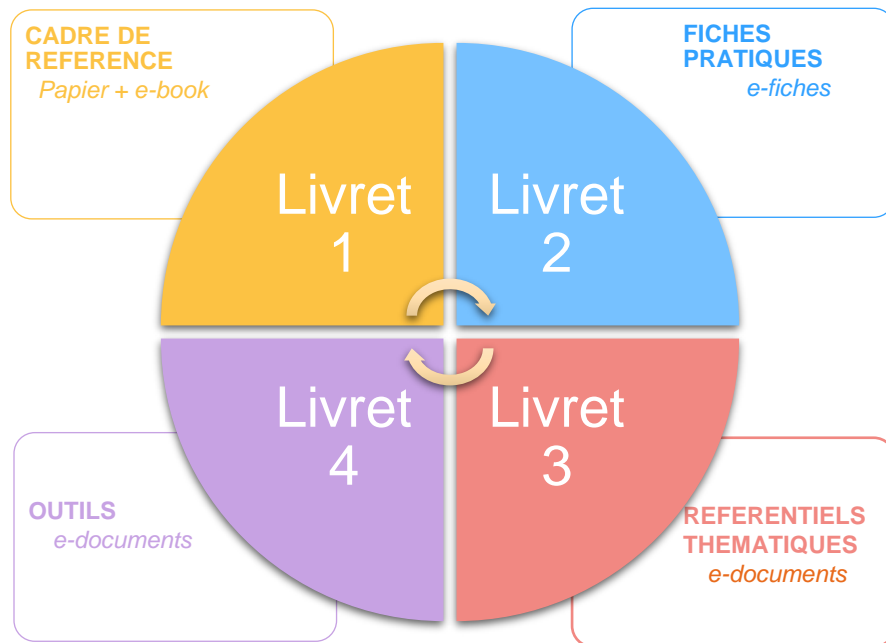 CADRE DE
REFERENCE
Papier + e-book
FICHES
PRATIQUES
e-fiches
Livret
1
Livret
2
Livret
4
Livret
3
OUTILS
e-documents
REFERENTIELS
THEMATIQUES
e-documents